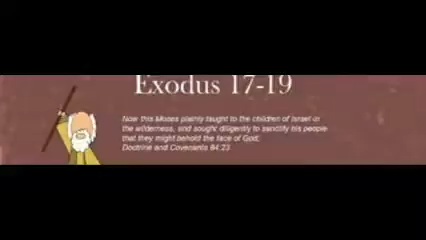 Exodus 17-19
Now this Moses plainly taught to the children of Israel in
the wilderness, and sought diligently to sanctify his people
that they might behold the face of God;
Doctrine and Covenants 84:23